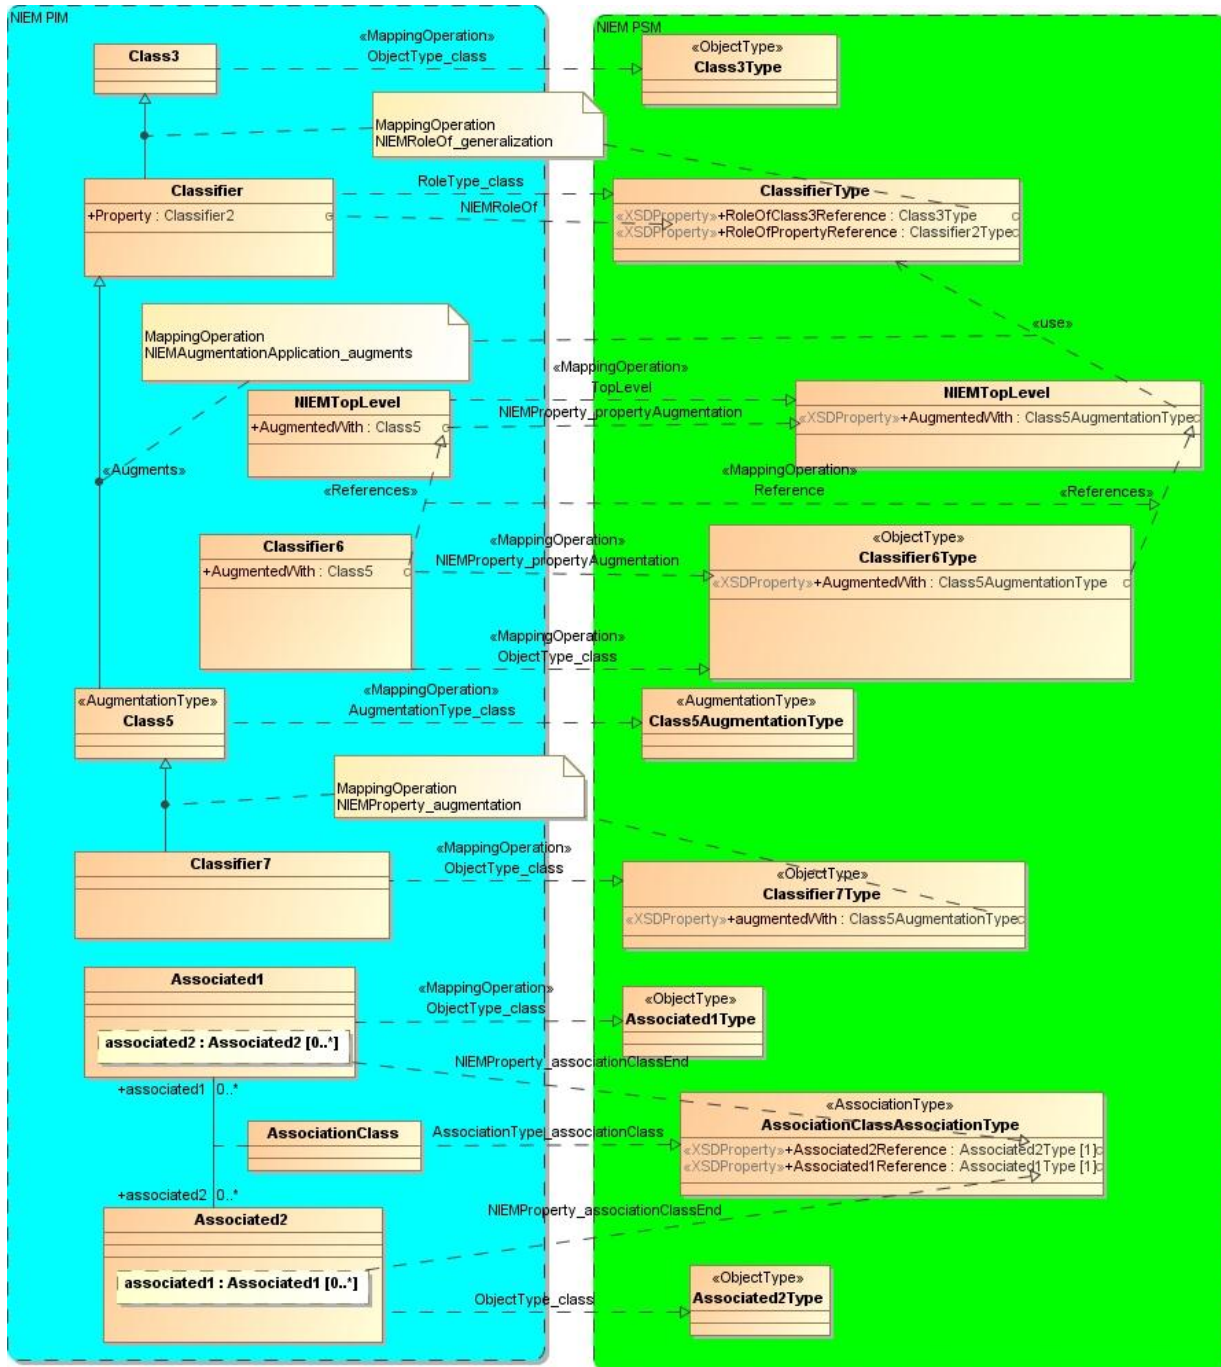 NIEM PIM
NIEM PSM
«MappingOperation»
ObjectType_class
Class3
«ObjectType»
Class3Type
MappingOperation
NIEMRoleOf_generalization
RoleType_class
NIEMRoleOf
Classifier
+Property : Classifier2
ClassifierType
«XSDProperty»+RoleOfClass3Reference : Class3Type
«XSDProperty»+RoleOfPropertyReference : Classifier2Type
MappingOperation
NIEMAugmentationApplication_augments
«use»
«MappingOperation»
TopLevel
NIEMTopLevel
+AugmentedWith : Class5
NIEMProperty_propertyAugmentation
NIEMTopLevel
«XSDProperty»+AugmentedWith : Class5AugmentationType
«Augments»
«References»
«MappingOperation»
Reference
«References»
Classifier6
+AugmentedWith : Class5
«MappingOperation»
NIEMProperty_propertyAugmentation
«ObjectType»
Classifier6Type
«XSDProperty»+AugmentedWith : Class5AugmentationType
«MappingOperation»
ObjectType_class
«AugmentationType»
Class5
«MappingOperation»
AugmentationType_class
«AugmentationType»
Class5AugmentationType
MappingOperation
NIEMProperty_augmentation
Classifier7
«MappingOperation»
ObjectType_class
«ObjectType»
Classifier7Type
«XSDProperty»+augmentedWith : Class5AugmentationType
Associated1
associated2 : Associated2 [0..*]
«MappingOperation»
ObjectType_class
«ObjectType»
Associated1Type
NIEMProperty_associationClassEnd
+associated1 0..*
AssociationClass
AssociationType_associationClass
«AssociationType»
AssociationClassAssociationType
«XSDProperty»+Associated2Reference : Associated2Type [1]
«XSDProperty»+Associated1Reference : Associated1Type [1]
+associated2 0..*
NIEMProperty_associationClassEnd
Associated2
associated1 : Associated1 [0..*]
ObjectType_class
«ObjectType»
Associated2Type